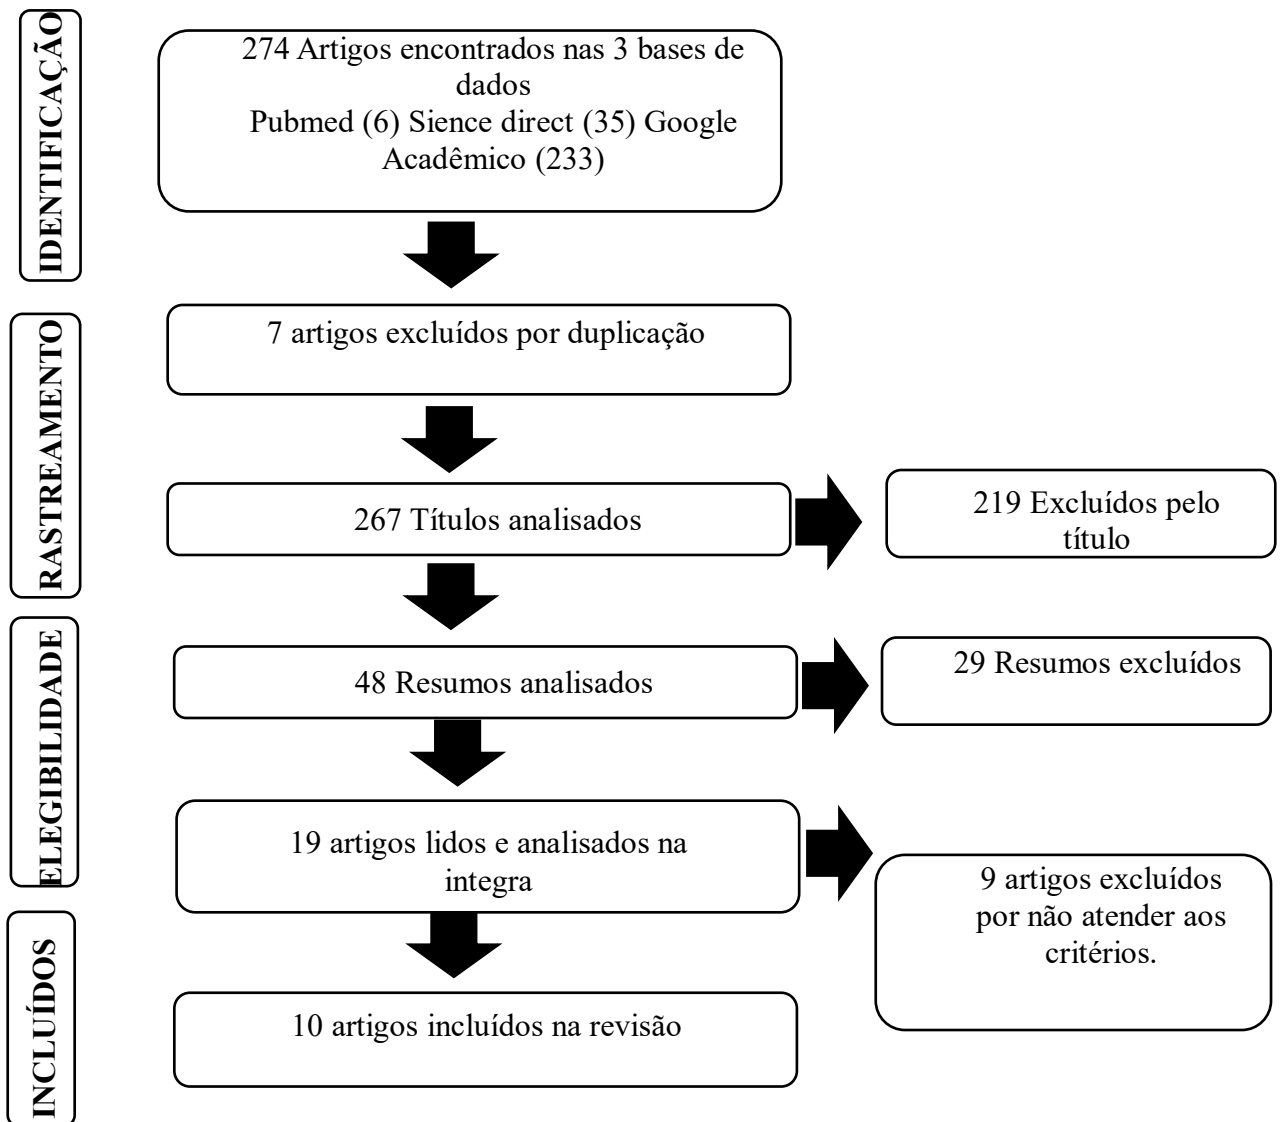 IDENTIFICAÇÃO
274 Artigos encontrados nas 3 bases de
dados
Pubmed (6) Sience direct (35) Google
Acadêmico (233)
RASTREAMENTO
7 artigos excluídos por duplicação
267 Títulos analisados
219 Excluídos pelo
título
ELEGIBILIDADE
48 Resumos analisados
29 Resumos excluídos
19 artigos lidos e analisados na
integra
9 artigos excluídos
por não atender aos
critérios.
INCLUÍDOS
10 artigos incluídos na revisão